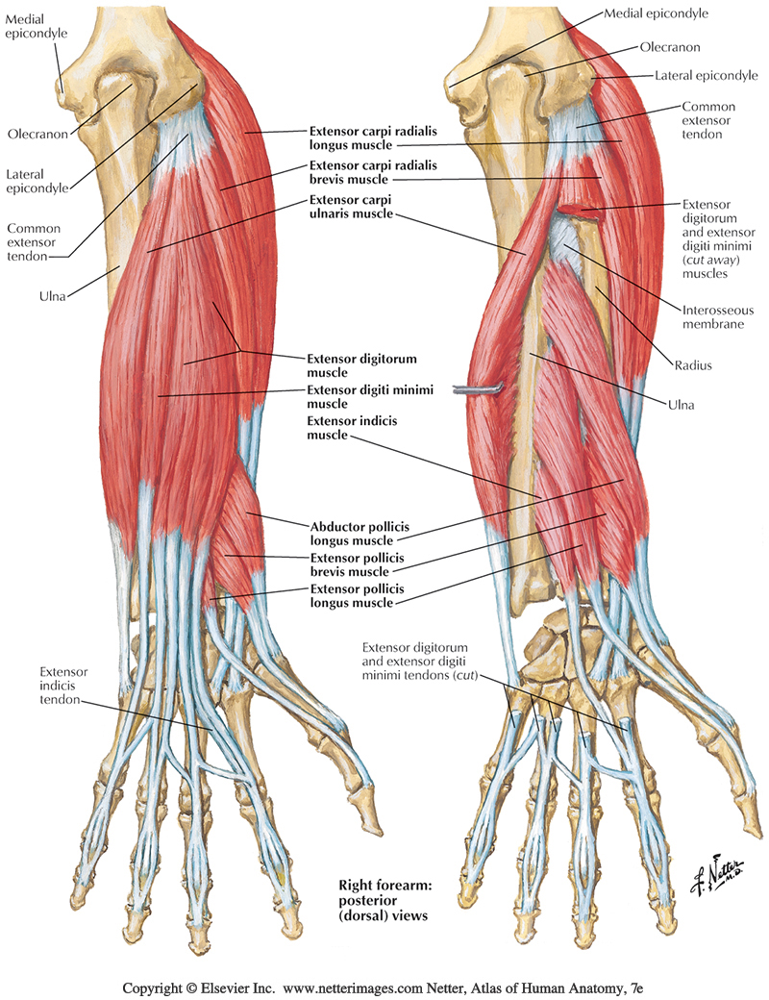 Medial
epicondyle
Olecranon
Lateral
epicondyle
Common
extensor
tendon
Ulna
Extensor carpi radialis
longus muscle
Extensor carpi radialis
brevis muscle
Extensor carpi
ulnaris muscle
Extensor digitorum
muscle
Extensor digiti minimi
muscle
Extensor indicis
muscle
Abductor pollicis
longus muscle
Extensor pollicis
brevis muscle
Extensor pollicis
longus muscle
Extensor
indicis
tendon
Medial epicondyle
Olecranon
Lateral epicondyle
Common
extensor
tendon
Extensor
digitorum
and extensor
digiti minimi
(cut away)
muscles
Interosseous
membrane
Radius
Ulna
Extensor digitorum
and extensor digiti
minimi tendons (cut)
Right forearm:
posterior
(dorsal) views
F. Netter
M.D.
Copyright © Elsevier Inc. www.netterimages.com Netter, Atlas of Human Anatomy, 7e